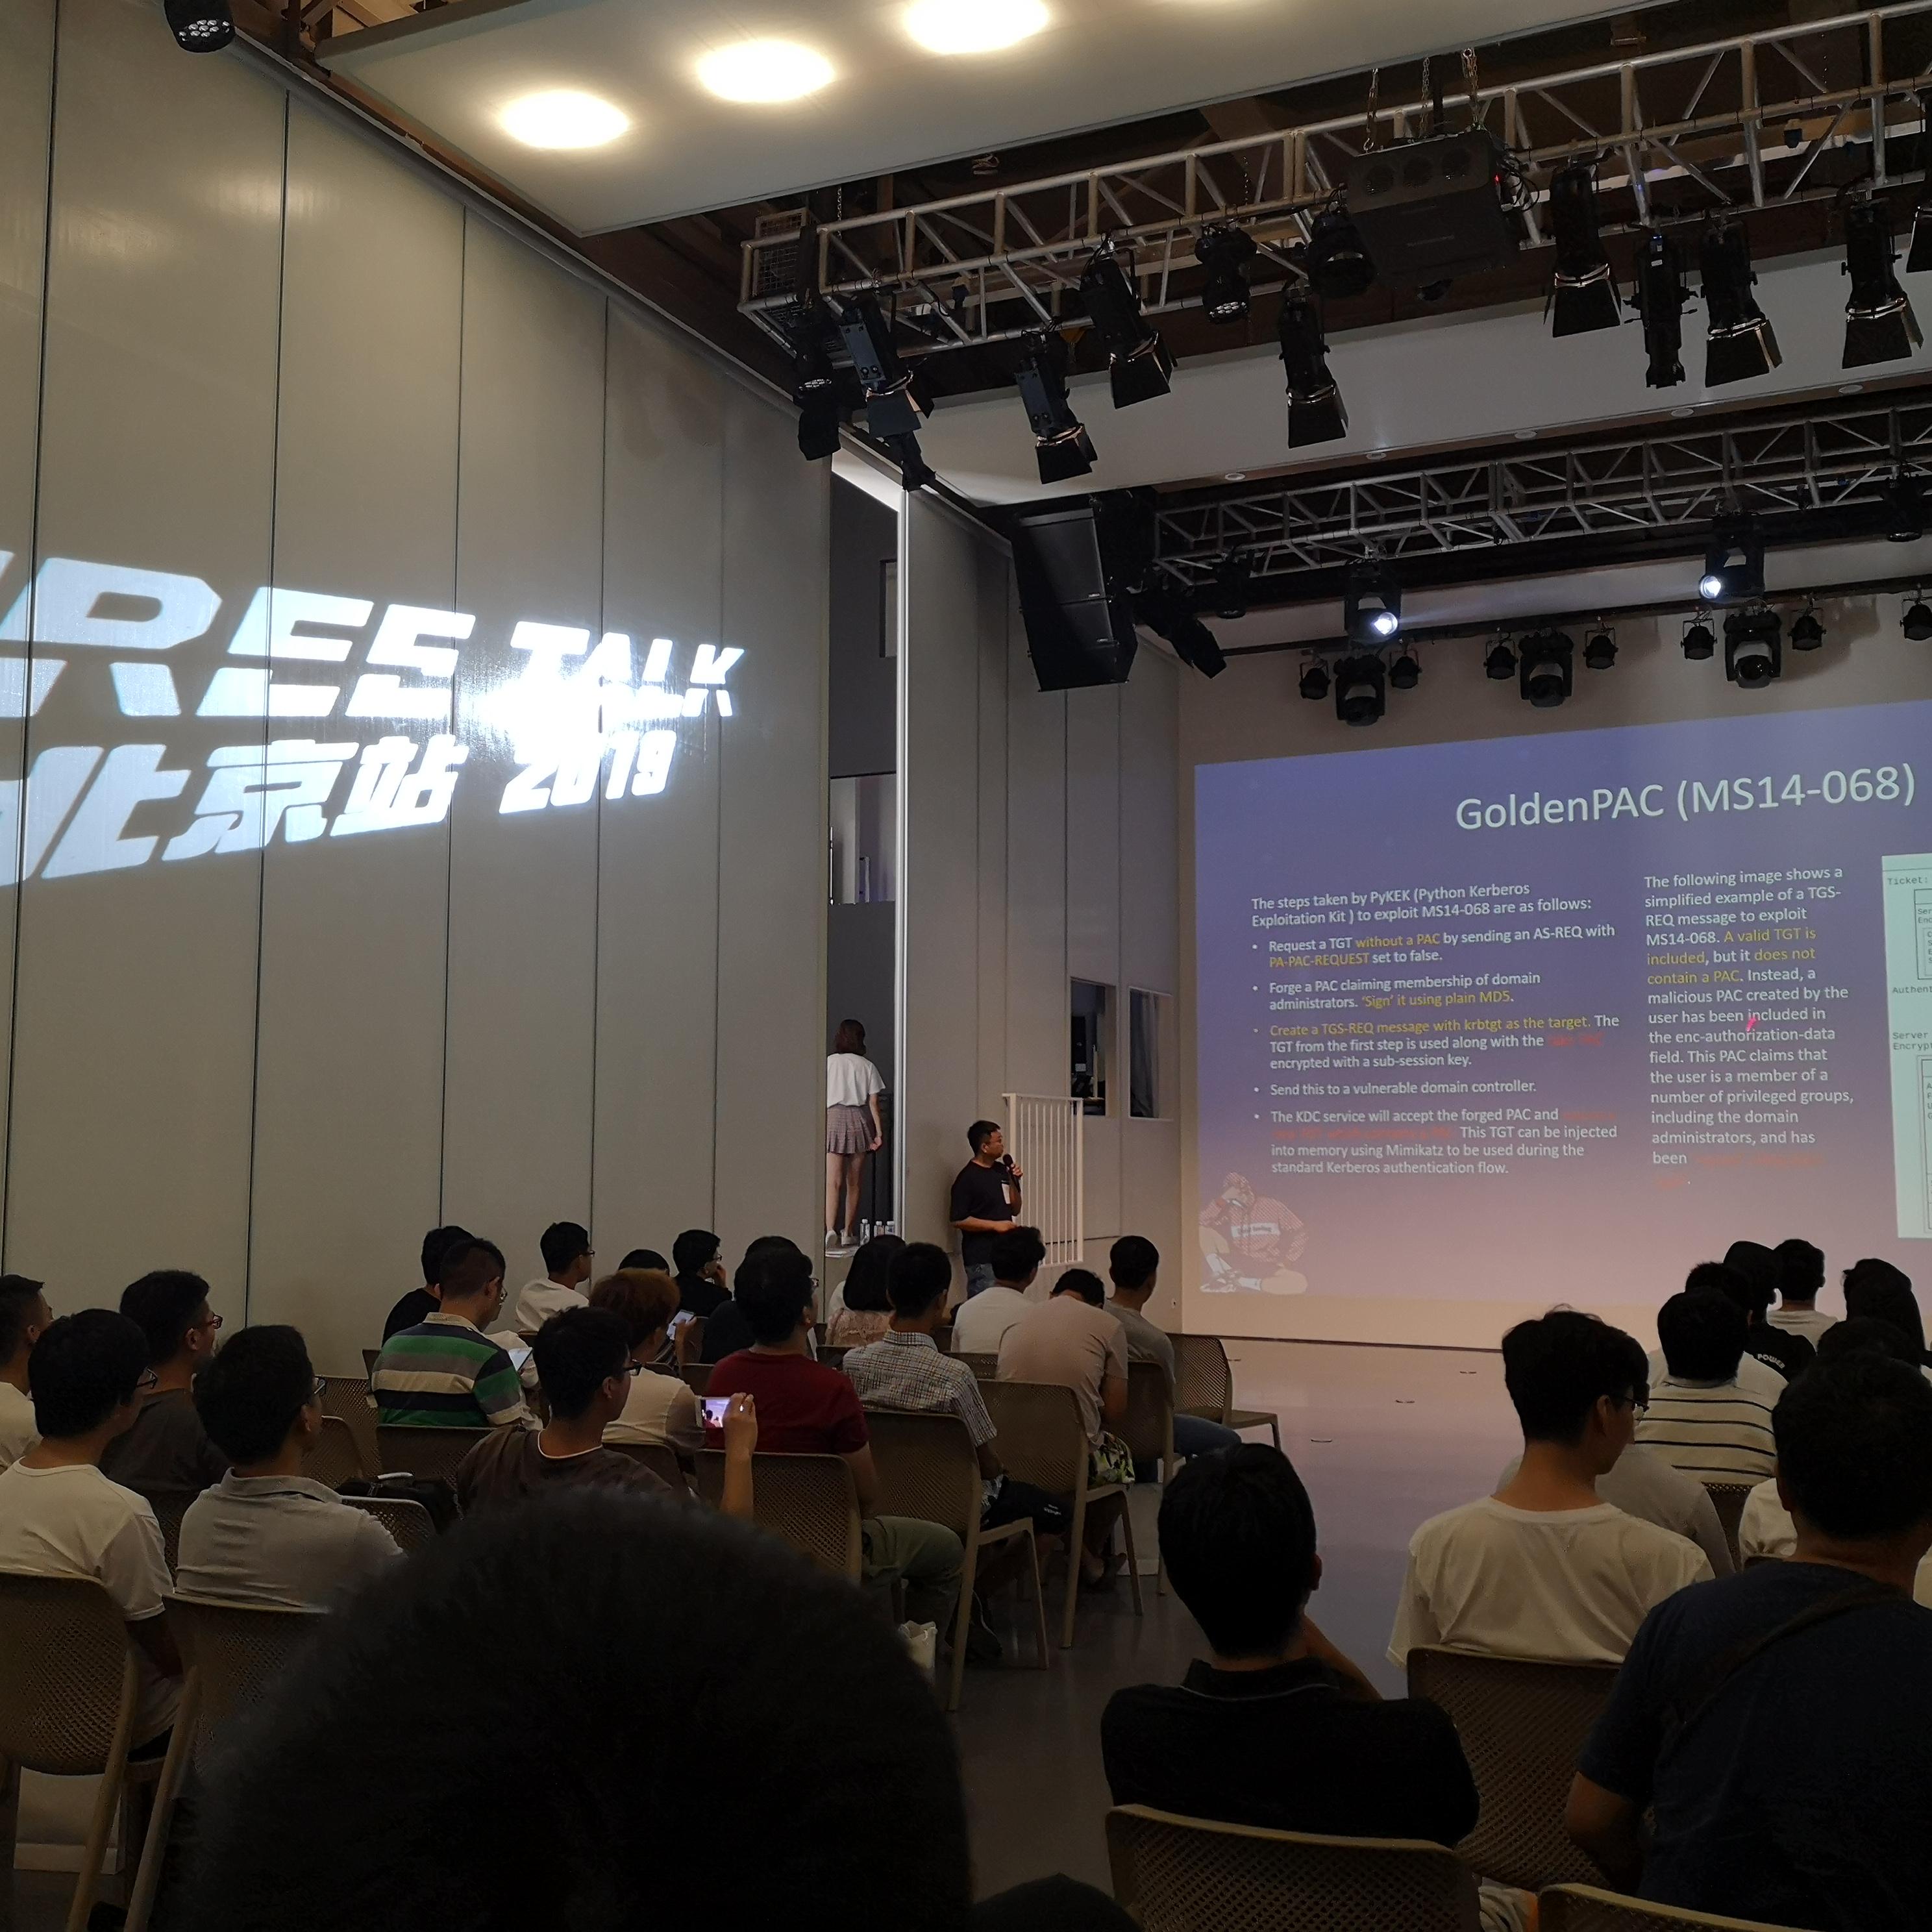 REE TALK
北京站 2019
GoldenPAC (MS14-068)
The steps taken by PyKEK (Python Kerberos
Exploitation Kit ) to exploit MS14-068 are as follows:
• Request a TGT without a PAC by sending an AS-REQ with
PA-PAC-REQUEST set to false.
• Forge a PAC claiming membership of domain
administrators. 'Sign' it using plain MD5.
• Create a TGS-REQ message with krbtgt as the target. The
TGT from the first step is used along with the
encrypted with a sub-session key.
• Send this to a vulnerable domain controller.
• The KDC service will accept the forged PAC and
This TGT can be injected
into memory using Mimikatz to be used during the
standard Kerberos authentication flow.
The following image shows a
simplified example of a TGS-
REQ message to exploit
MS14-068. A valid TGT is
included, but it does not
contain a PAC. Instead, a
malicious PAC created by the
user has been included in
the enc-authorization-data
field. This PAC claims that
the user is a member of a
number of privileged groups,
including the domain
administrators, and has
been
Ticket:
Authent
Server
Encrypt
POWER